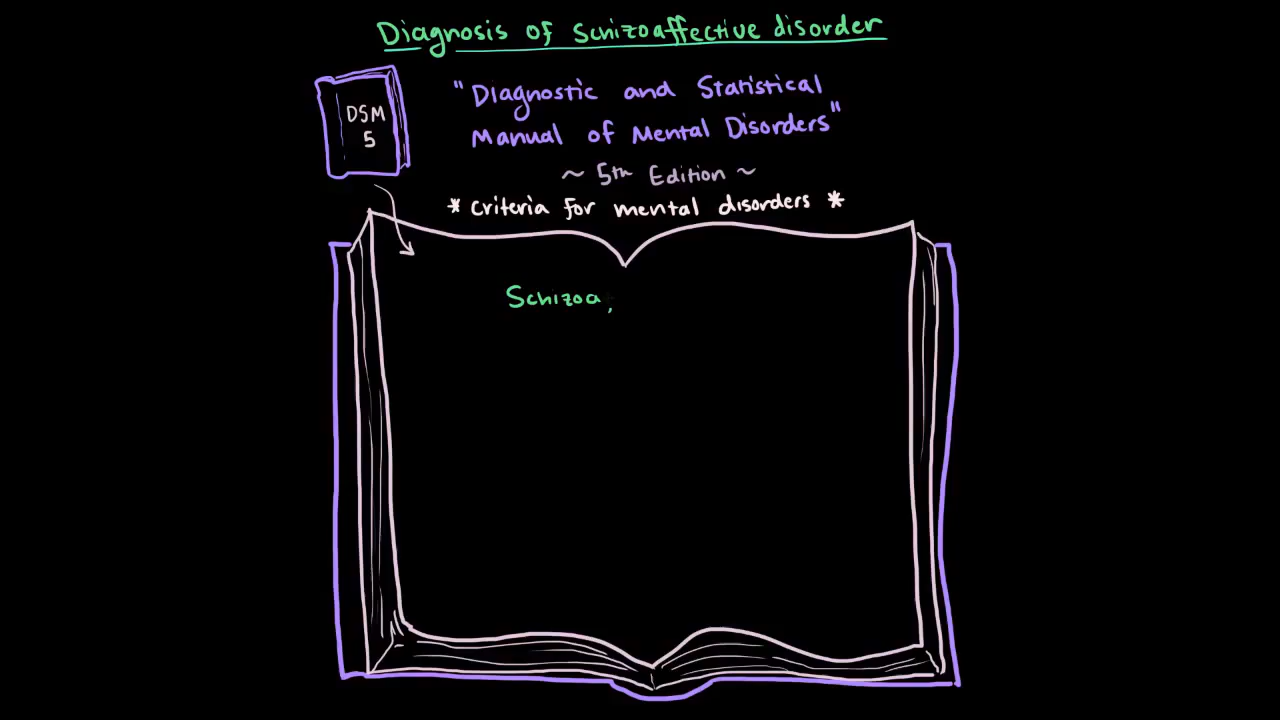 Diagnosis of Schizoaffective disorder
DSM
5
"Diagnostic and Statistical
Manual of Mental Disorders"
~ 5th Edition ~
* Criteria for mental disorders *
Schizoa